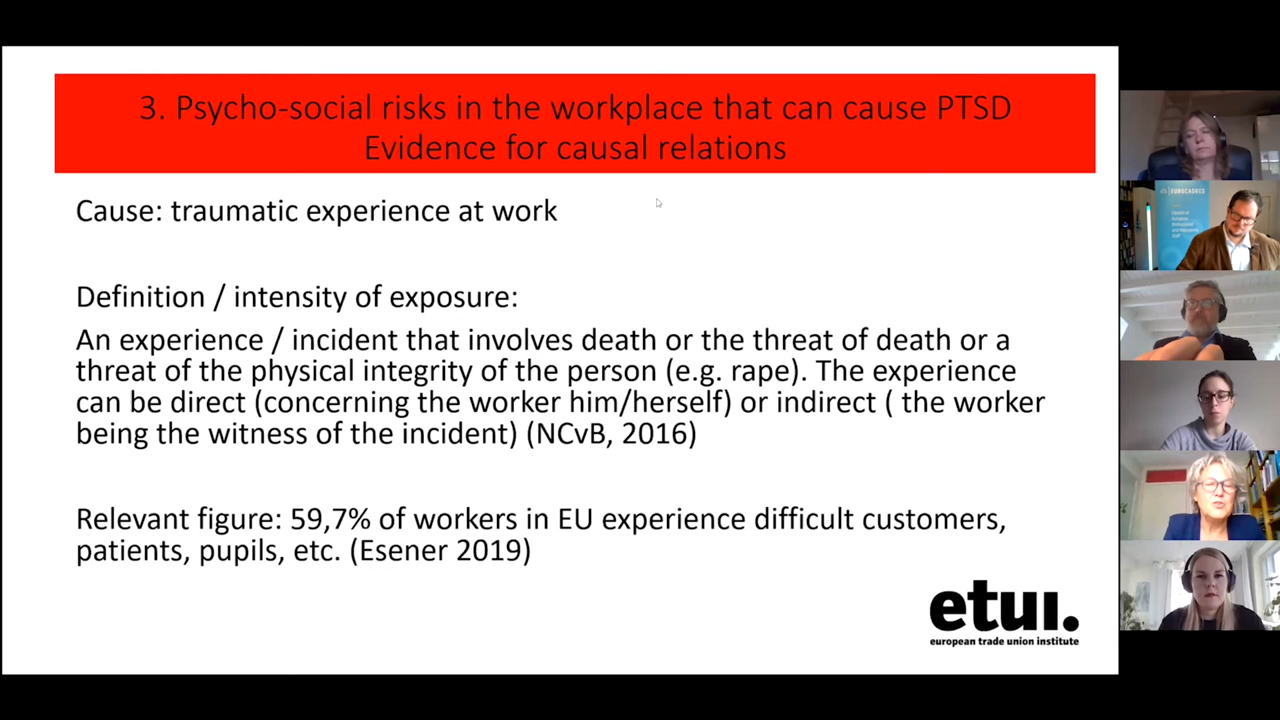 3. Psycho-social risks in the workplace that can cause PTSD
Evidence for causal relations
Cause: traumatic experience at work
Definition / intensity of exposure:
An experience / incident that involves death or the threat of death or a
threat of the physical integrity of the person (e.g. rape). The experience
can be direct (concerning the worker him/herself) or indirect ( the worker
being the witness of the incident) (NCvB, 2016)
Relevant figure: 59,7% of workers in EU experience difficult customers,
patients, pupils, etc. (Esener 2019)
etui.
european trade union institute
EUROCADRES